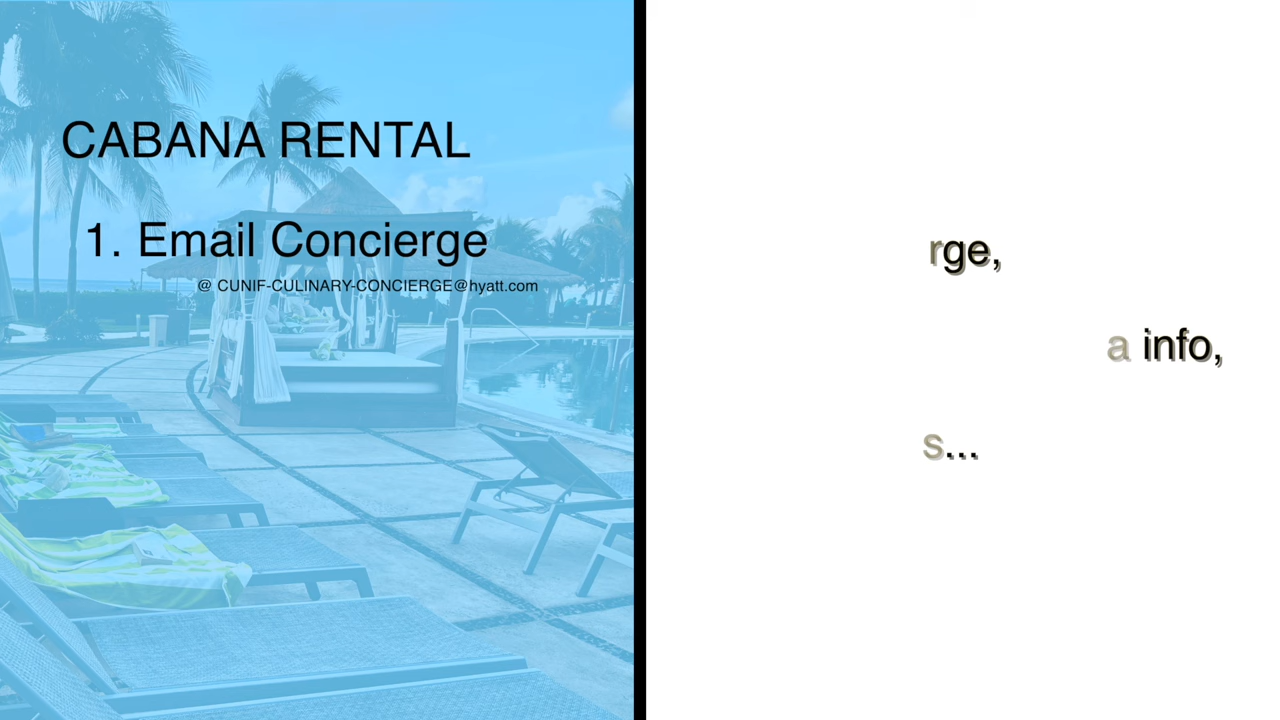 CABANA RENTAL
1. Email Concierge
@ CUNIF-CULINARY-CONCIERGE@hyatt.com
rge,
a info,
s...